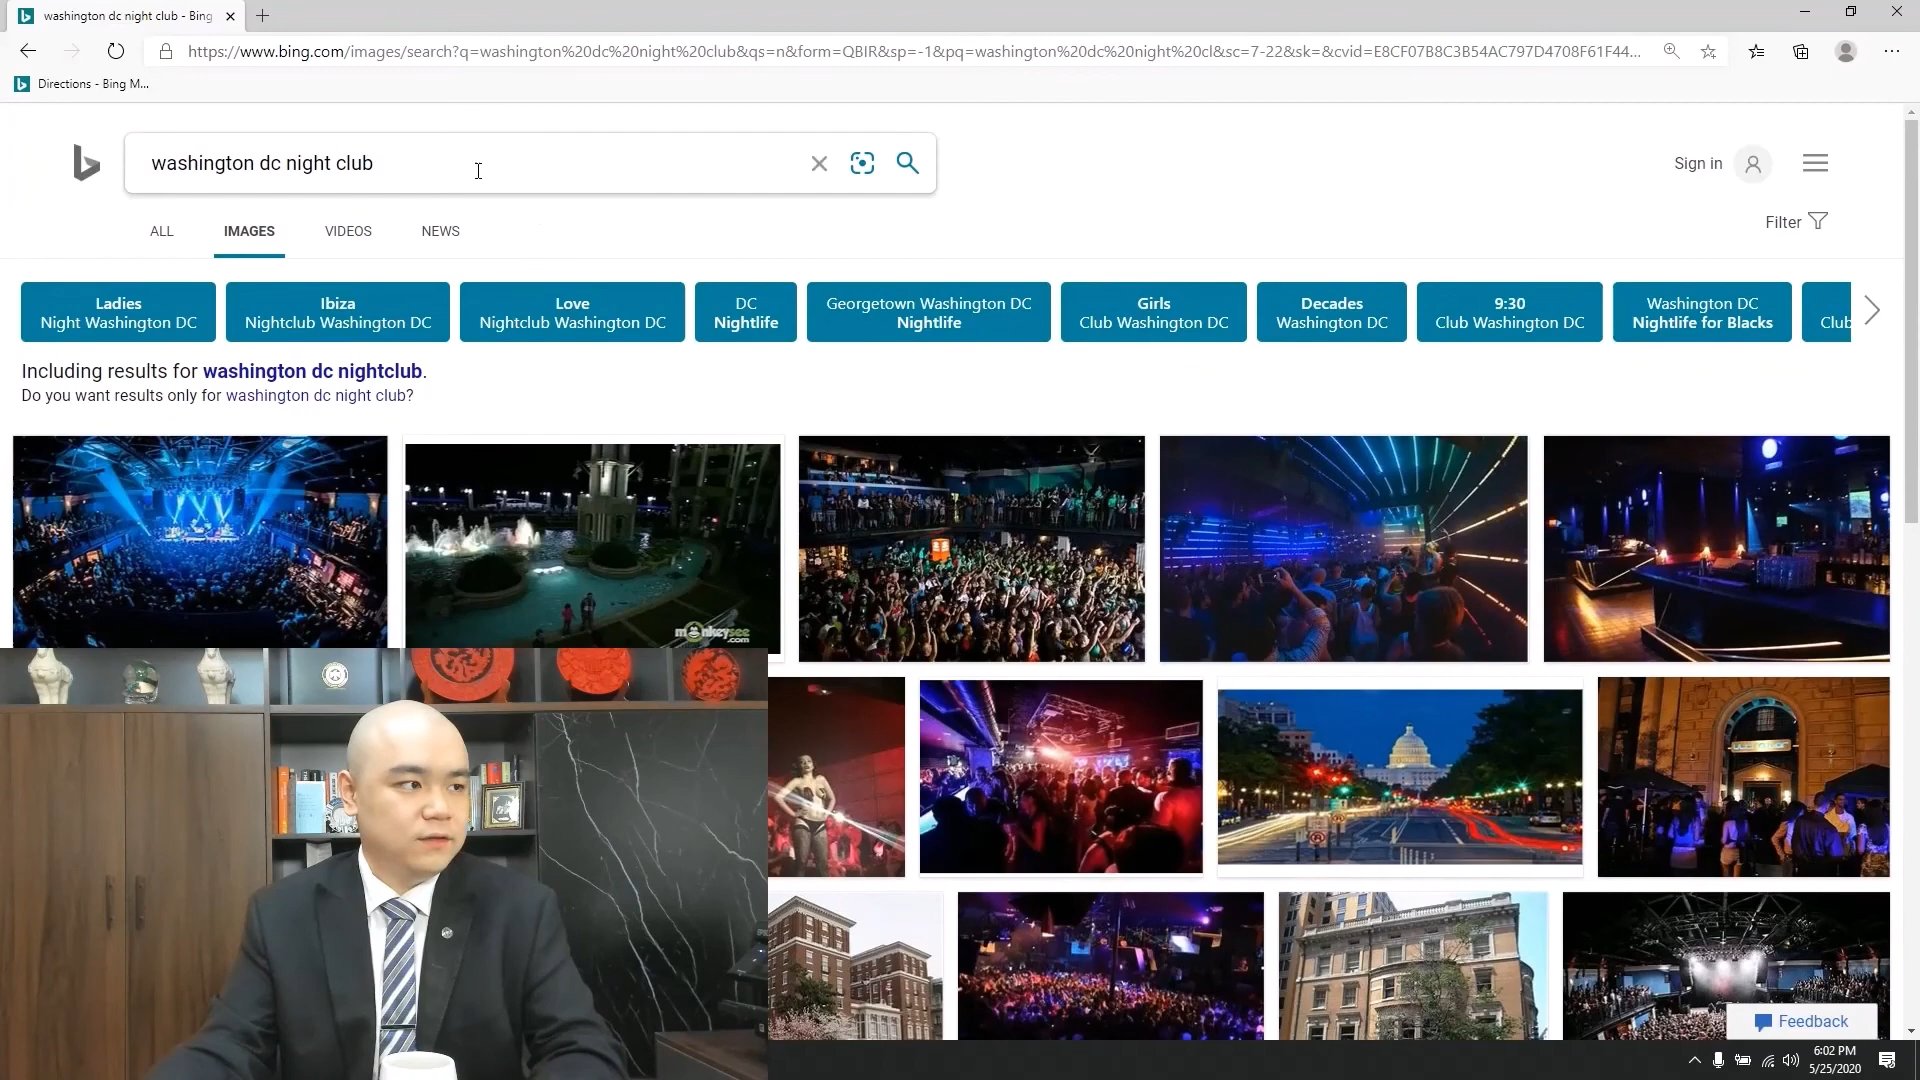 washington dc night club - Bing
https://www.bing.com/images/search?q=washington%20dc%20night%20club&qs=n&form=QBIR&sp=-1&pq=washington%20dc%20night%20cl&sc=7-22&sk=&cvid=E8CF07B8C3B54AC797D4708F61F44...
Directions - Bing M...
washington dc night club
Sign in
ALL IMAGES VIDEOS NEWS
Filter
Ladies
Night Washington DC
Ibiza
Nightclub Washington DC
Love
Nightclub Washington DC
DC
Nightlife
Georgetown Washington DC
Nightlife
Girls
Club Washington DC
Decades
Washington DC
9:30
Club Washington DC
Washington DC
Nightlife for Blacks
Club
Including results for washington dc nightclub.
Do you want results only for washington dc night club?
monkeysee
.com
Feedback
6:02 PM
5/25/2020